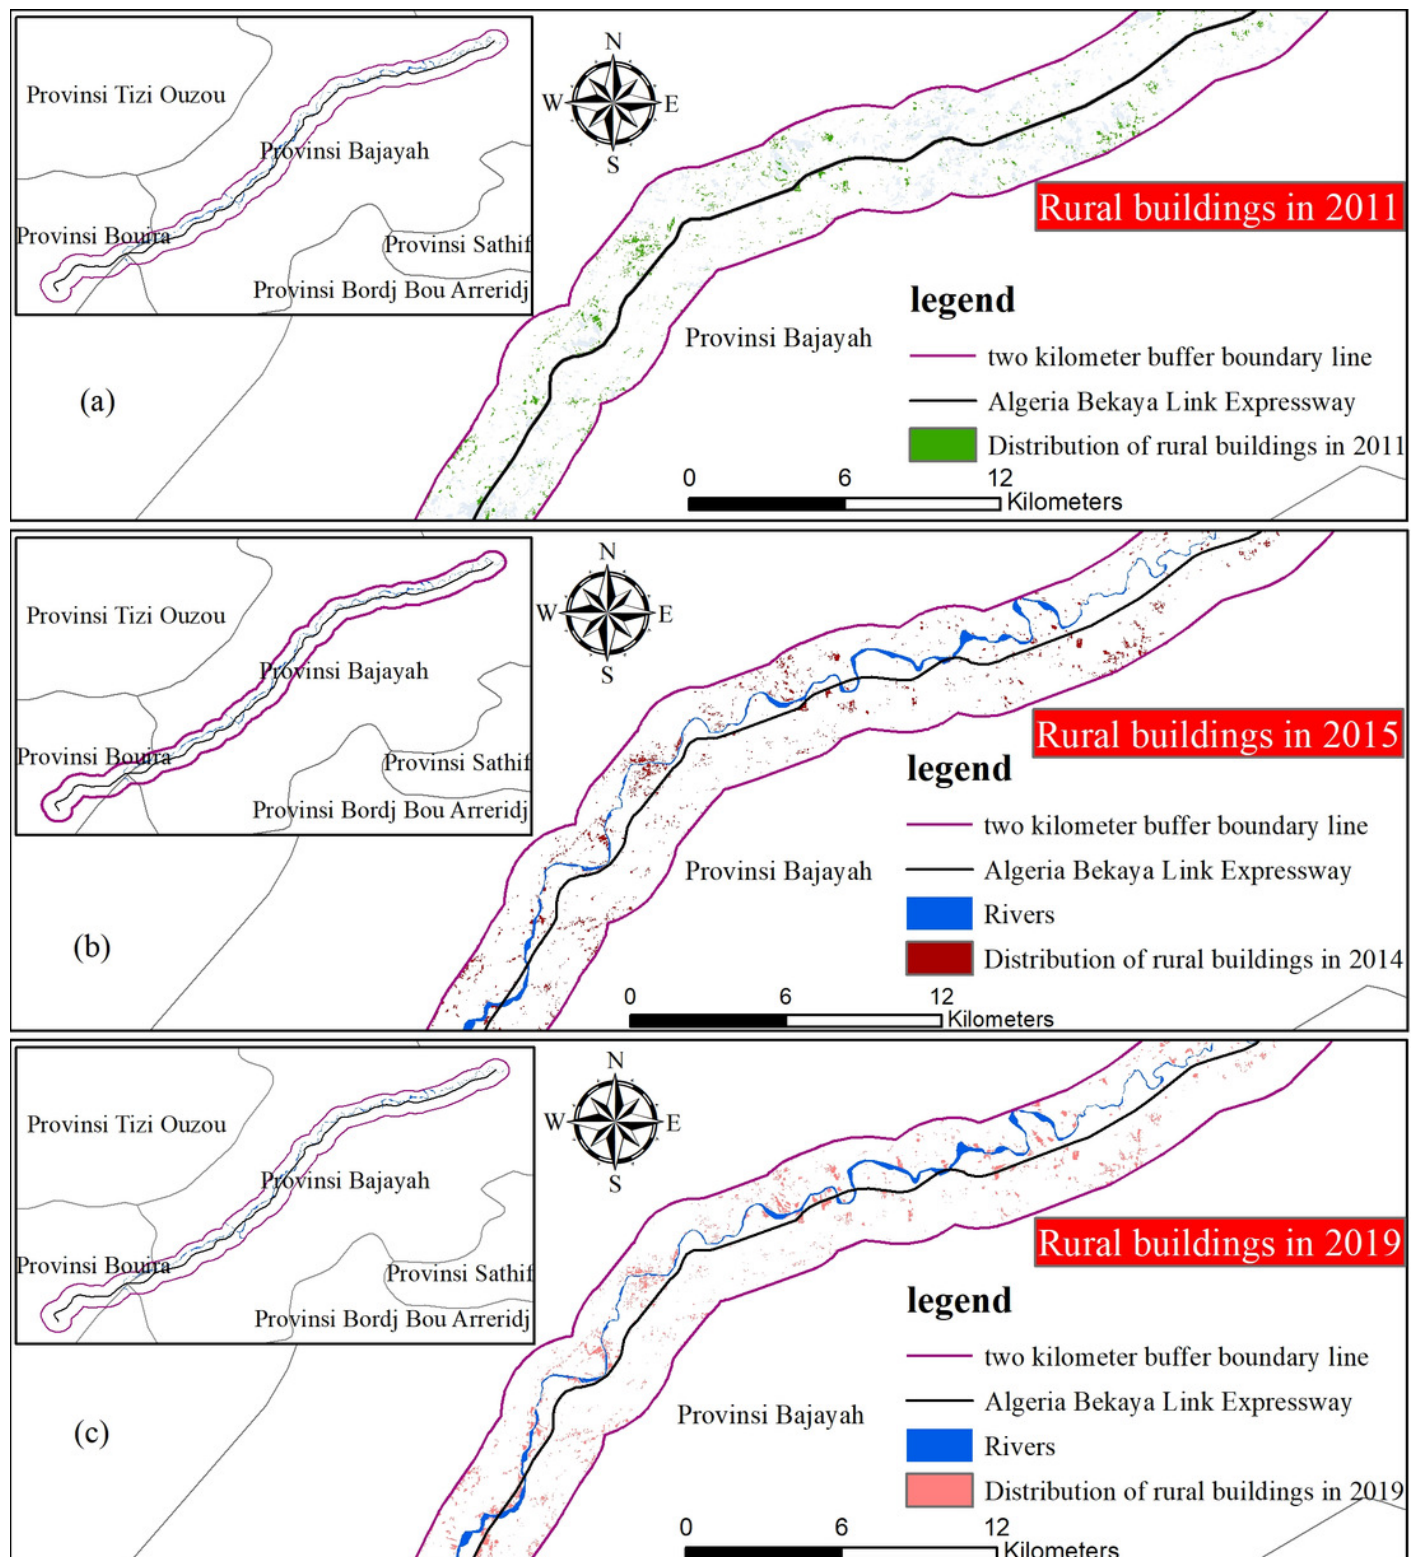 Provinsi Tizi Ouzou
Provinsi Bajayah
Provinsi Bouira
Provinsi Sathif
Provinsi Bordj Bou Arreridj
N
W
E
S
Rural buildings in 2011
legend
Provinsi Bajayah
two kilometer buffer boundary line
Algeria Bekaya Link Expressway
Distribution of rural buildings in 2011
(a)
0
6
12
Kilometers
Provinsi Tizi Ouzou
Provinsi Bajayah
Provinsi Bouira
Provinsi Sathif
Provinsi Bordj Bou Arreridj
N
W
E
S
Rural buildings in 2015
legend
two kilometer buffer boundary line
Provinsi Bajayah
Algeria Bekaya Link Expressway
Rivers
(b)
Distribution of rural buildings in 2014
0
6
12
Kilometers
Provinsi Tizi Ouzou
Provinsi Bajayah
Provinsi Bouira
Provinsi Sathif
Provinsi Bordj Bou Arreridj
N
W
E
S
Rural buildings in 2019
legend
two kilometer buffer boundary line
Algeria Bekaya Link Expressway
Provinsi Bajayah
(c)
Rivers
Distribution of rural buildings in 2019
0
6
12
Kilometers